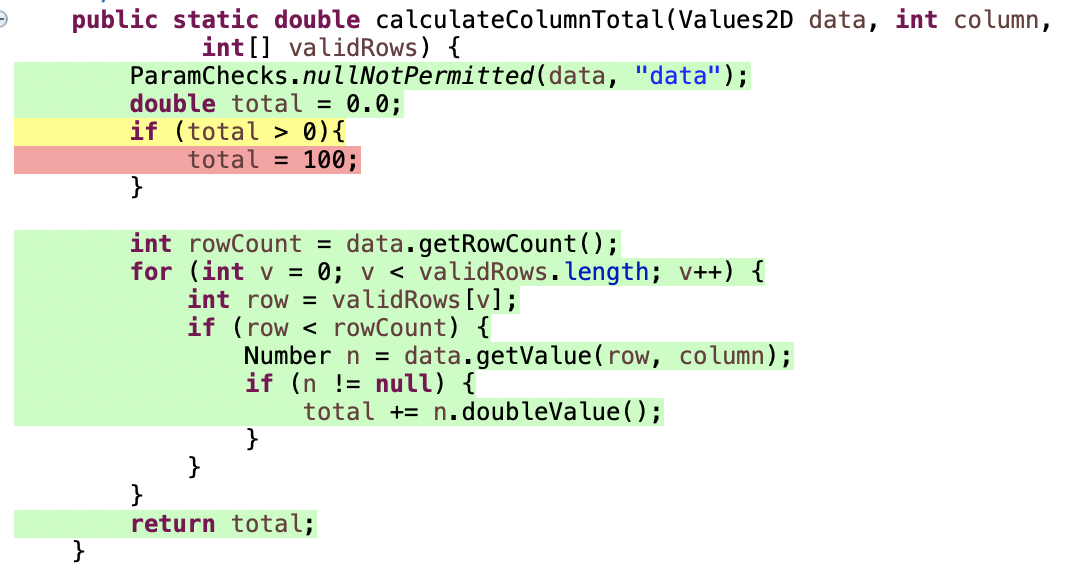 public static double calculateColumnTotal(Values2D data, int column,
int[] validRows) {
ParamChecks.nullNotPermitted(data, "data");
double total = 0.0;
if (total > 0){
total = 100;
}
int rowCount = data.getRowCount();
for (int v = 0; v < validRows.length; v++) {
int row = validRows[v];
if (row < rowCount) {
Number n = data.getValue(row, column);
if (n != null) {
total += n.doubleValue();
}
}
}
return total;
}